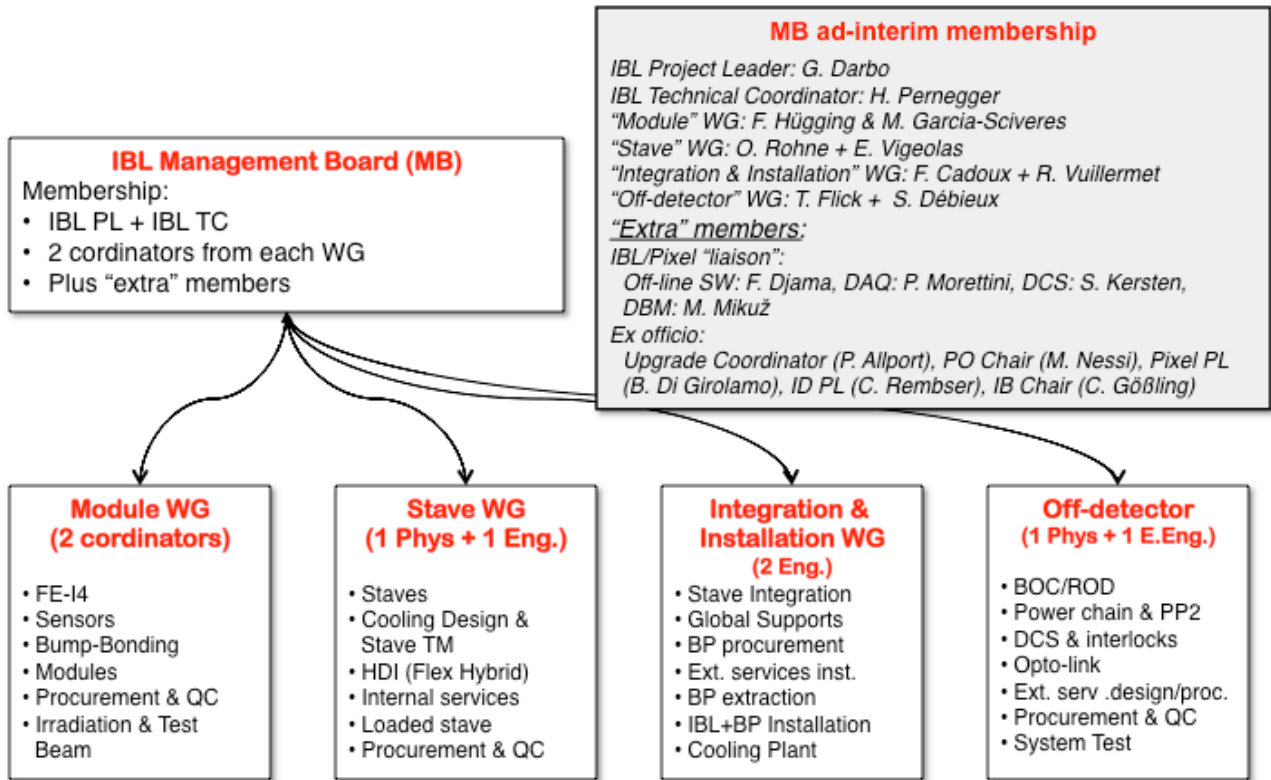 MB ad-interim membership
IBL Project Leader: G. Darbo
IBL Technical Coordinator: H. Pernegger
“Module” WG: F. Hügging & M. Garcia-Sciveres
“Stave” WG: O. Rohne + E. Vigeolas
“Integration & Installation” WG: F. Cadoux + R. Vuillermet
“Off-detector” WG: T. Flick + S. Débieux
“Extra” members:
IBL/Pixel “liaison”:
Off-line SW: F. Djama, DAQ: P. Morettini, DCS: S. Kersten,
DBM: M. Mikuž
Ex officio:
Upgrade Coordinator (P. Allport), PO Chair (M. Nessi), Pixel PL
(B. Di Girolamo), ID PL (C. Rembser), IB Chair (C. Gößling)
IBL Management Board (MB)
Membership:
• IBL PL + IBL TC
• 2 cordinators from each WG
• Plus “extra” members
Module WG
(2 cordinators)
• FE-I4
• Sensors
• Bump-Bonding
• Modules
• Procurement & QC
• Irradiation & Test
Beam
Stave WG
(1 Phys + 1 Eng.)
• Staves
• Cooling Design &
Stave TM
• HDI (Flex Hybrid)
• Internal services
• Loaded stave
• Procurement & QC
Integration &
Installation WG
(2 Eng.)
• Stave Integration
• Global Supports
• BP procurement
• Ext. services inst.
• BP extraction
• IBL+BP Installation
• Cooling Plant
Off-detector
(1 Phys + 1 E.Eng.)
• BOC/ROD
• Power chain & PP2
• DCS & interlocks
• Opto-link
• Ext. serv .design/proc.
• Procurement & QC
• System Test